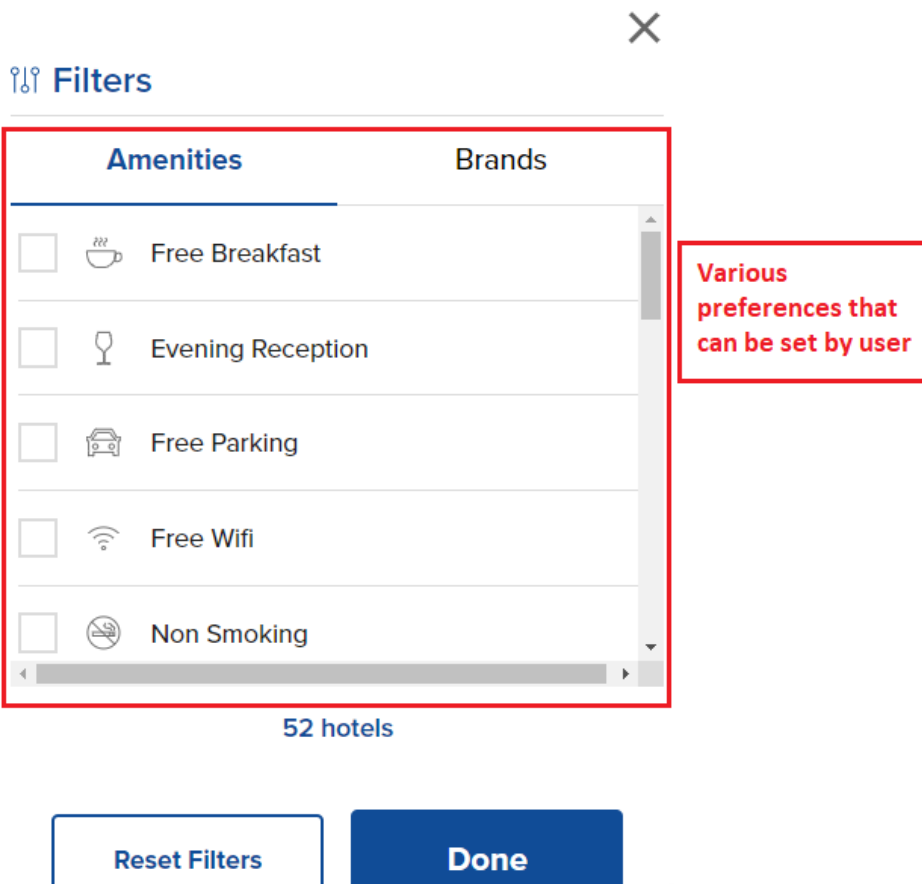 Filters
Amenities
Brands
Free Breakfast
Evening Reception
Free Parking
Free Wifi
Non Smoking
Various
preferences that
can be set by user
52 hotels
Reset Filters
Done